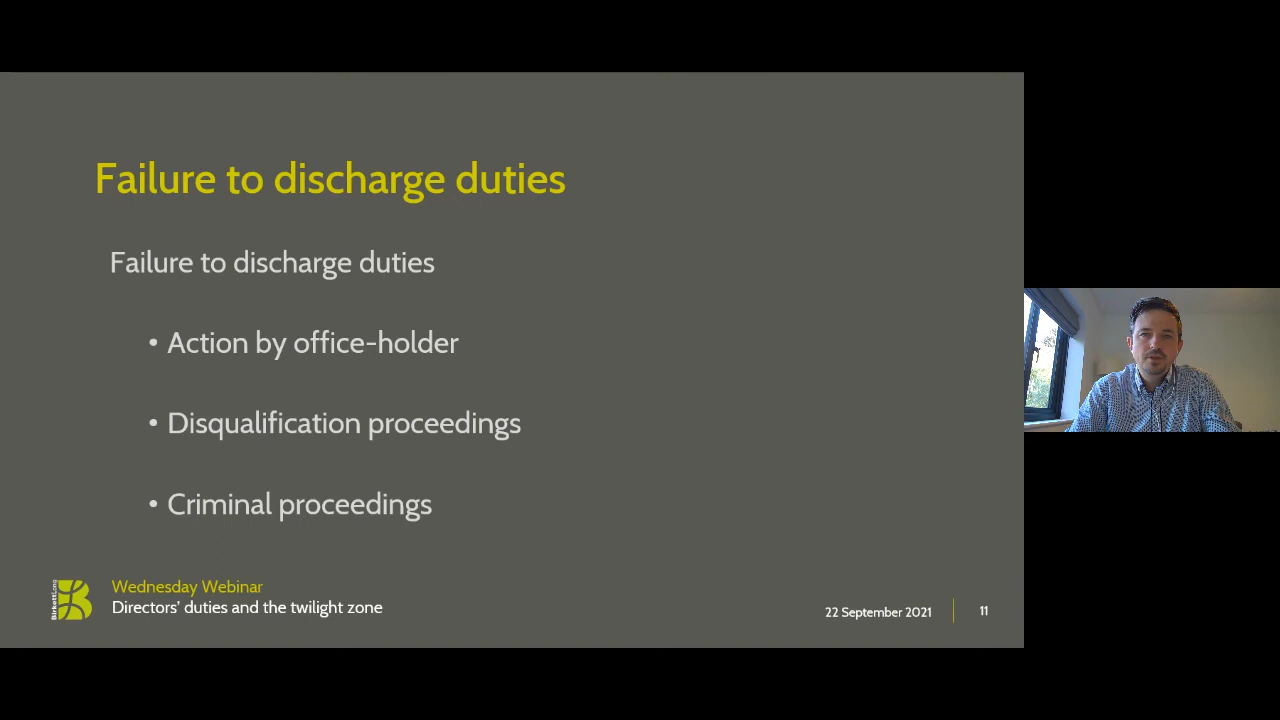 Failure to discharge duties
Failure to discharge duties
• Action by office-holder
• Disqualification proceedings
• Criminal proceedings
BirkettLong
Wednesday Webinar
Directors' duties and the twilight zone
22 September 2021
11